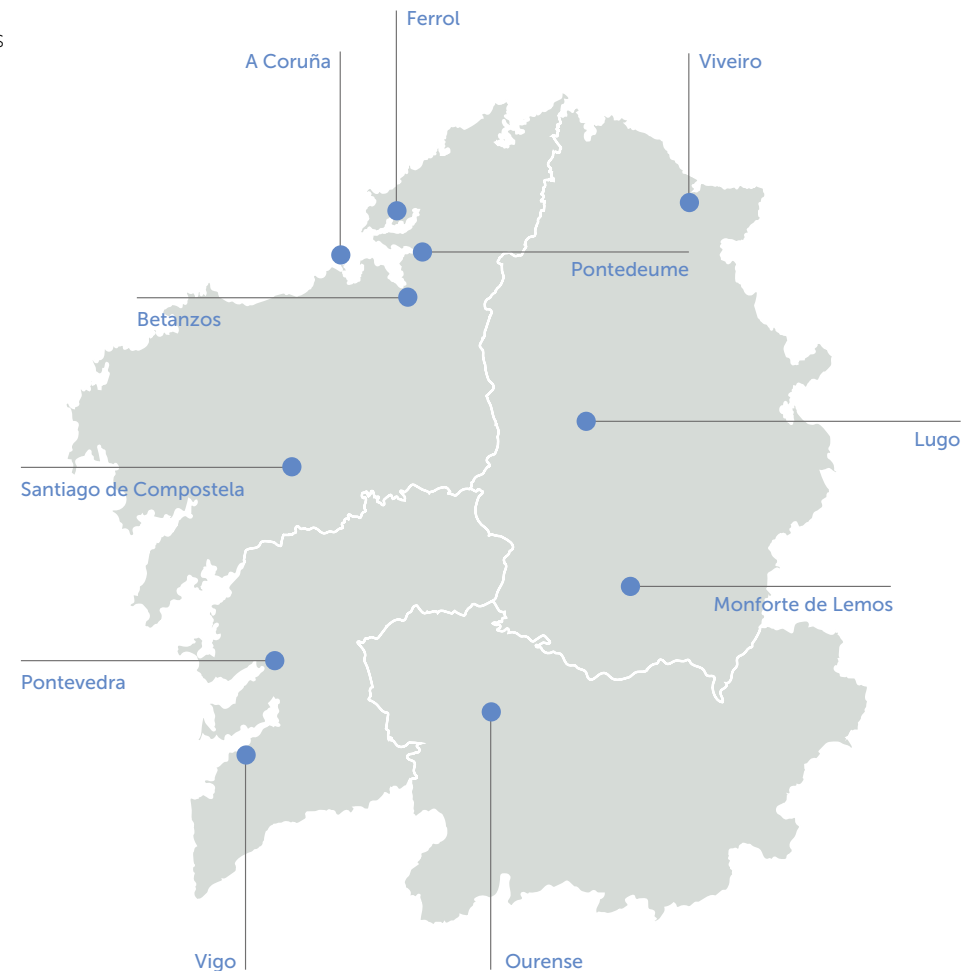 Ferrol
s
A Coruña
Viveiro
Pontedeume
Betanzos
Lugo
Santiago de Compostela
Monforte de Lemos
Pontevedra
Vigo
Ourense